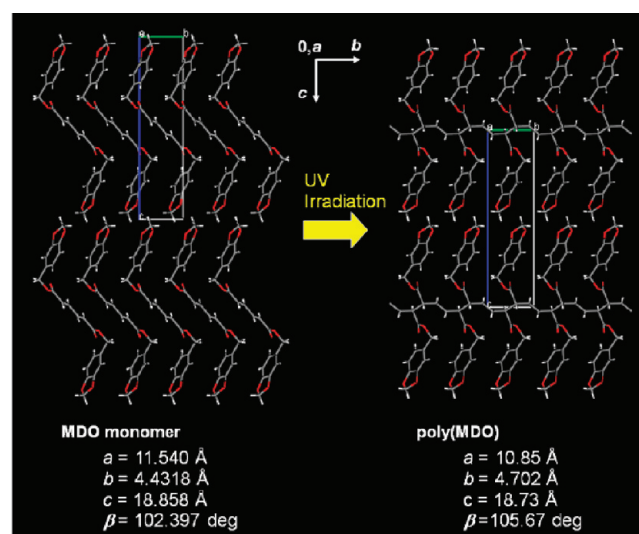 a b
0,a b
c
a b
UV
Irradiation
MDO monomer
a = 11.540 Å
b = 4.4318 Å
c = 18.858 Å
β = 102.397 deg
poly(MDO)
a = 10.85 Å
b = 4.702 Å
c = 18.73 Å
β = 105.67 deg